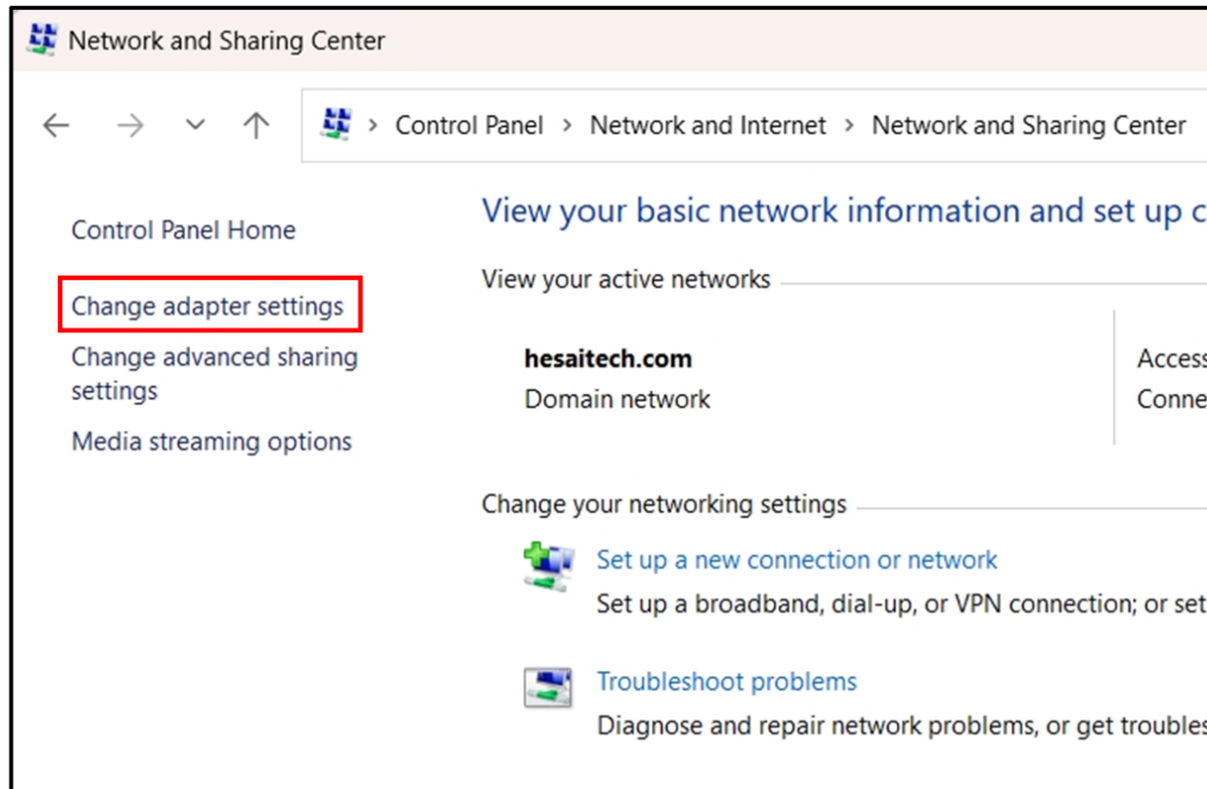 Network and Sharing Center
Control Panel > Network and Internet > Network and Sharing Center
Control Panel Home
Change adapter settings
Change advanced sharing
settings
Media streaming options
View your basic network information and set up c
View your active networks
hesaitech.com
Domain network
Access
Conne
Change your networking settings
Set up a new connection or network
Set up a broadband, dial-up, or VPN connection; or set
Troubleshoot problems
Diagnose and repair network problems, or get troubles